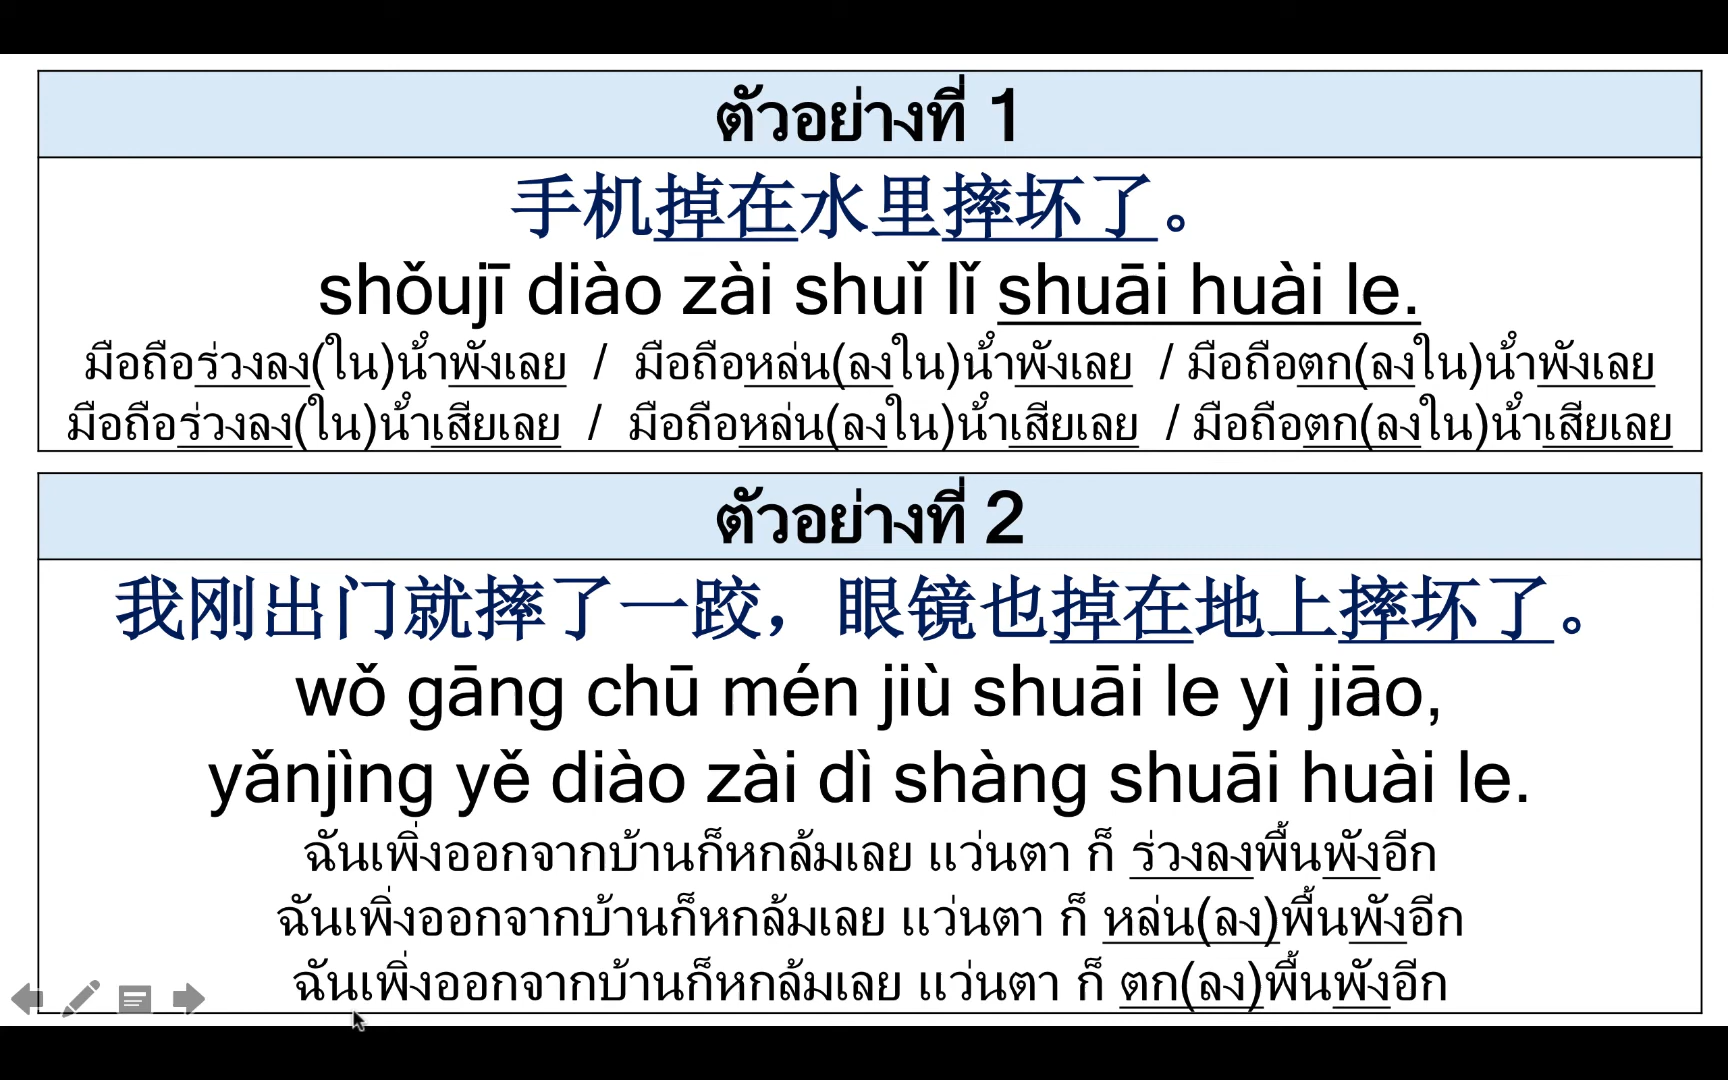 ตัวอย่างที่ 1
手机掉在水里摔坏了。
shǒujī diào zài shuǐ lǐ shuāi huài le.
มือถือร่วงลง(ใน)น้ำพังเลย / มือถือหล่น(ลงใน)น้ำพังเลย / มือถือตก(ลงใน)น้ำพังเลย
มือถือร่วงลง(ใน)น้ำเสียเลย / มือถือหล่น(ลงใน)น้ำเสียเลย / มือถือตก(ลงใน)น้ำเสียเลย
ตัวอย่างที่ 2
我刚出门就摔了一跤，眼镜也掉在地上摔坏了。
wǒ gāng chū mén jiù shuāi le yì jiāo,
yǎnjìng yě diào zài dì shàng shuāi huài le.
ฉันเพิ่งออกจากบ้านก็หกล้มเลย แว่นตา ก็ ร่วงลงพื้นพังอีก
ฉันเพิ่งออกจากบ้านก็หกล้มเลย แว่นตา ก็ หล่น(ลง)พื้นพังอีก
ฉันเพิ่งออกจากบ้านก็หกล้มเลย แว่นตา ก็ ตก(ลง)พื้นพังอีก